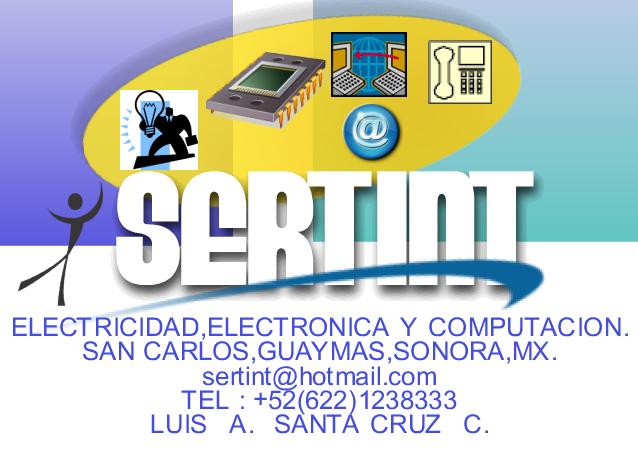 @
SERTINT
ELECTRICIDAD,ELECTRONICA Y COMPUTACION.
SAN CARLOS,GUAYMAS,SONORA,MX.
sertint@hotmail.com
TEL : +52(622)1238333
LUIS A. SANTA CRUZ C.